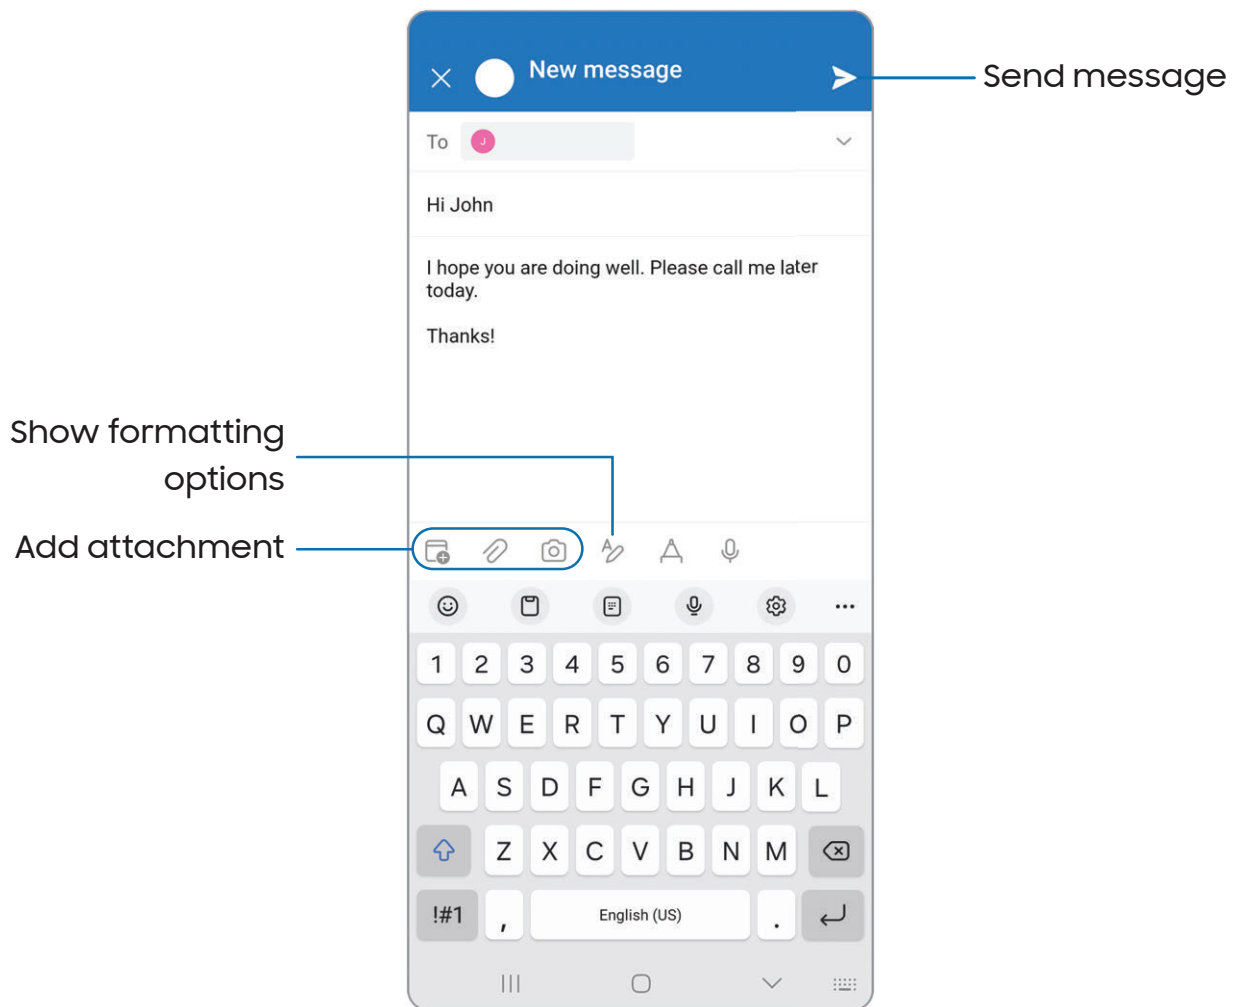 New message
Send message
To
J
Hi John
I hope you are doing well. Please call me later
today.
Thanks!
Show formatting
options
Add attachment
1 2 3 4 5 6 7 8 9 0
Q W E R T Y U I O P
A S D F G H J K L
Z X C V B N M
!#1 , English (US) .